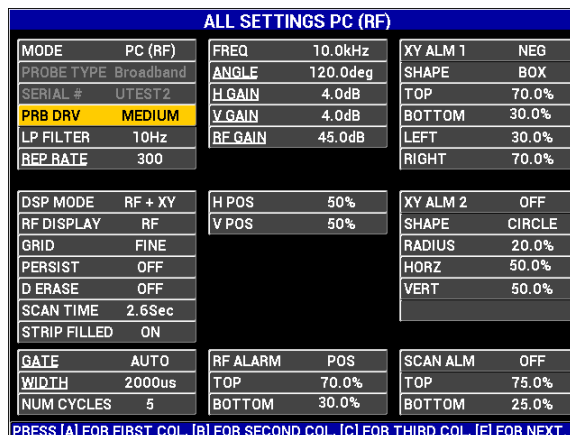 ALL SETTINGS PC (RF)
MODE PC (RF)
PROBE TYPE Broadband
SERIAL # UTEST2
PRB DRV MEDIUM
LP FILTER 10Hz
REP RATE 300
FREQ 10.0kHz
ANGLE 120.0deg
H GAIN 4.0dB
V GAIN 4.0dB
RF GAIN 45.0dB
XY ALM 1 NEG
SHAPE BOX
TOP 70.0%
BOTTOM 30.0%
LEFT 30.0%
RIGHT 70.0%
DSP MODE RF + XY
RF DISPLAY RF
GRID FINE
PERSIST OFF
D ERASE OFF
SCAN TIME 2.6Sec
STRIP FILLED ON
H POS 50%
V POS 50%
XY ALM 2 OFF
SHAPE CIRCLE
RADIUS 20.0%
HORZ 50.0%
VERT 50.0%
GATE AUTO
WIDTH 2000us
NUM CYCLES 5
RF ALARM POS
TOP 70.0%
BOTTOM 30.0%
SCAN ALM OFF
TOP 75.0%
BOTTOM 25.0%
PRESS [A] FOR FIRST COL, [B] FOR SECOND COL, [C] FOR THIRD COL, [E] FOR NEXT